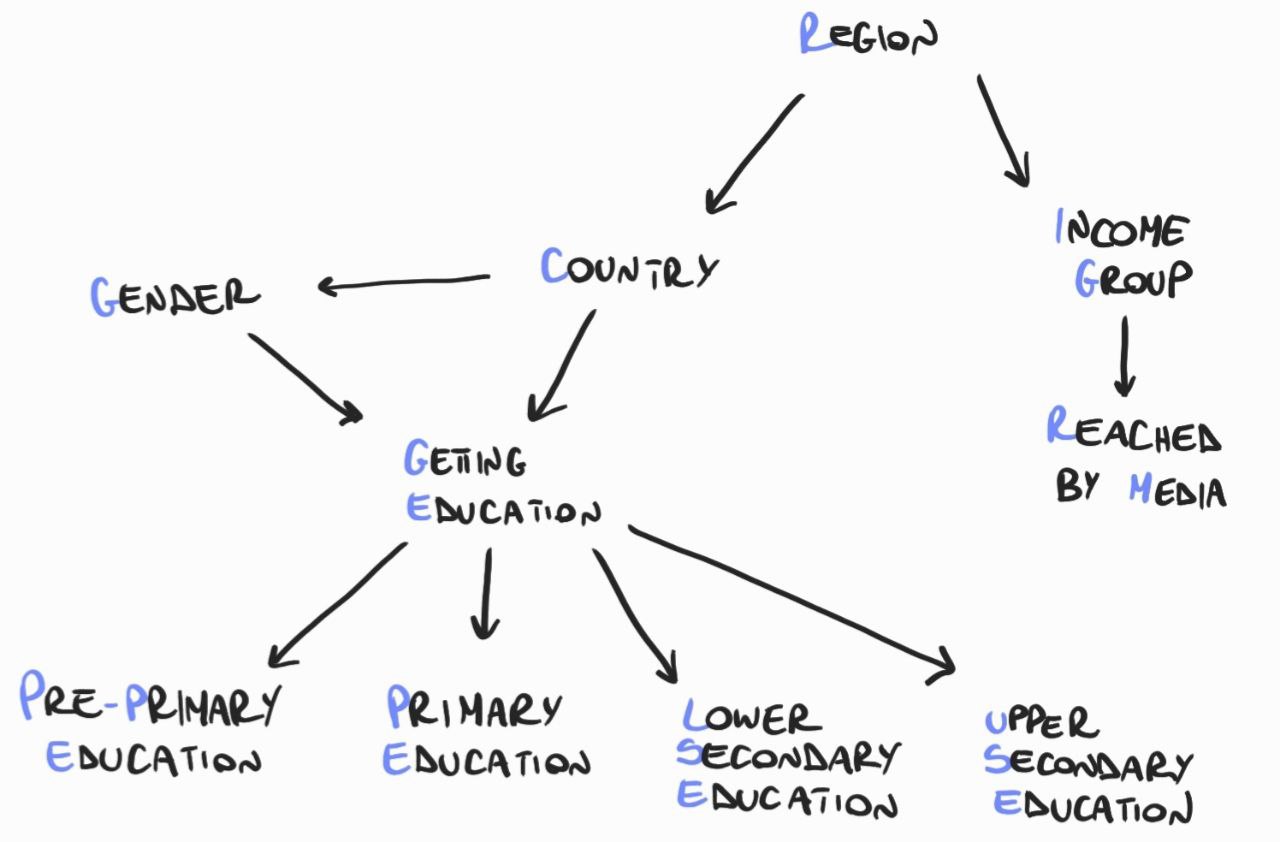 REGION
INCOME
GROUP
COUNTRY
GENDER
REACHED
BY MEDIA
GETING
EDUCATION
PRE-PRIMARY
EDUCATION
PRIMARY
EDUCATION
LOWER
SECONDARY
EDUCATION
UPPER
SECONDARY
EDUCATION